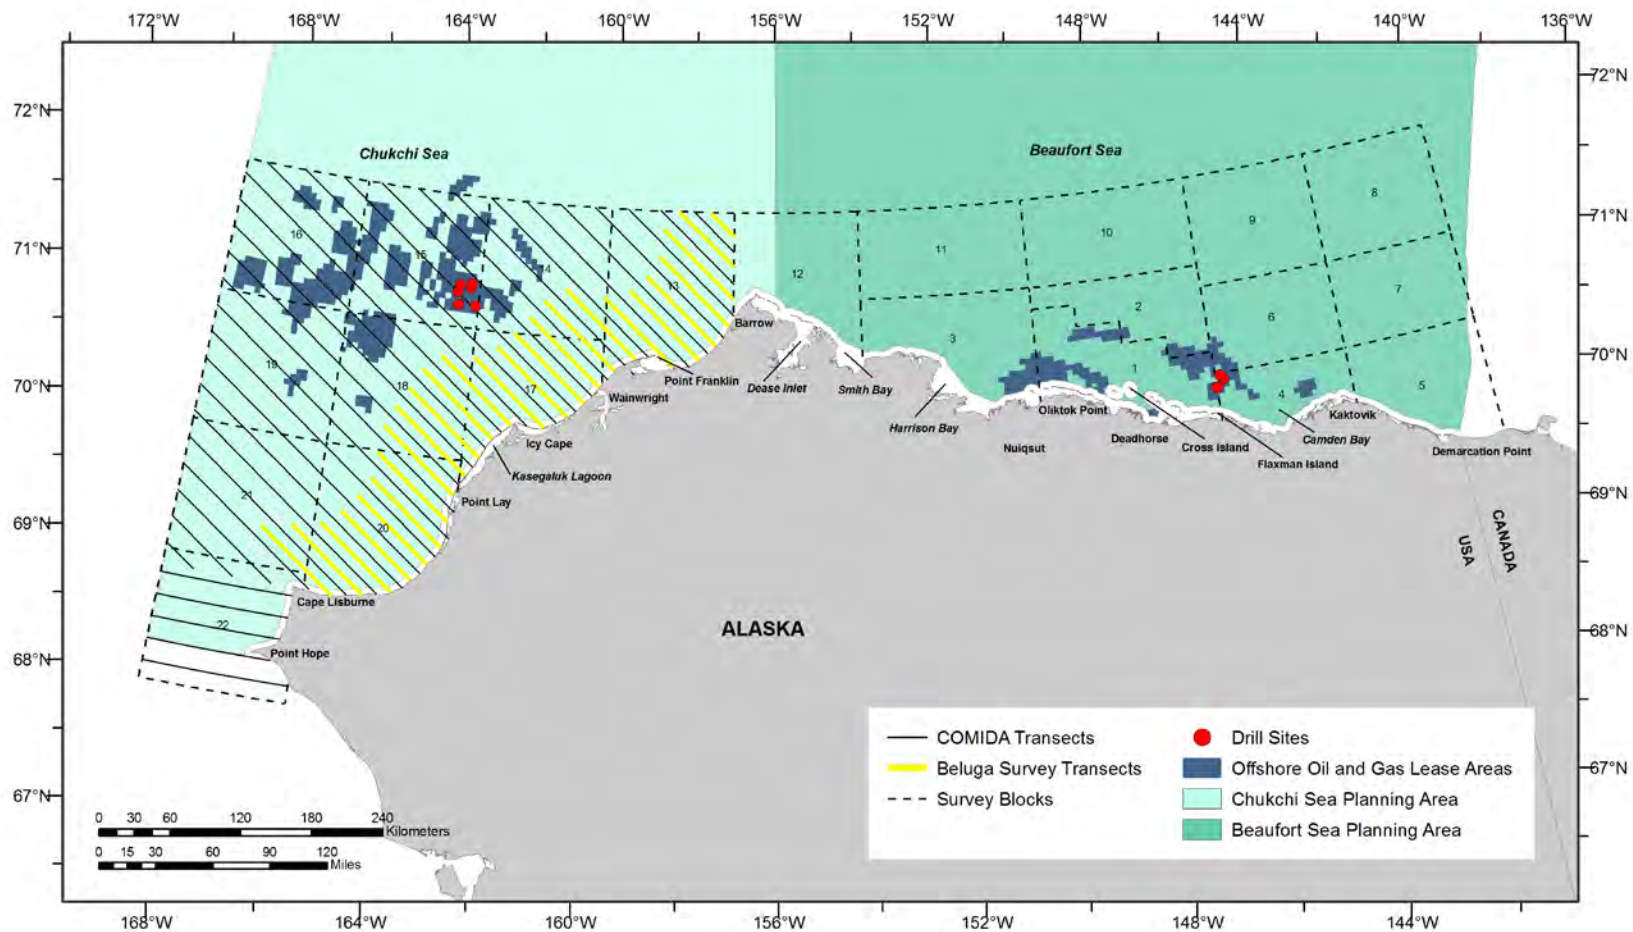 172°W 168°W 164°W 160°W 156°W 152°W 148°W 144°W 140°W 136°W
72°N
72°N
Chukchi Sea
Beaufort Sea
8
71°N
71°N
9
10
16
11
15
14
12
13
7
2
6
Barrow
3
70°N
70°N
19
18
17
1
4
5
Point Franklin
Dease Inlet
Smith Bay
Wainwright
Harrison Bay
Oliktok Point
Kaktovik
Icy Cape
Nuiqsut
Deadhorse
Cross Island
Camden Bay
Demarcation Point
Flaxman Island
Kasegaluk Lagoon
21
Point Lay
69°N
69°N
20
USA
CANADA
Cape Lisburne
22
ALASKA
68°N
68°N
Point Hope
COMIDA Transects
Beluga Survey Transects
Survey Blocks
Drill Sites
Offshore Oil and Gas Lease Areas
Chukchi Sea Planning Area
Beaufort Sea Planning Area
67°N
67°N
0 30 60 120 180 240
Kilometers
0 15 30 60 90 120
Miles
168°W 164°W 160°W 156°W 152°W 148°W 144°W